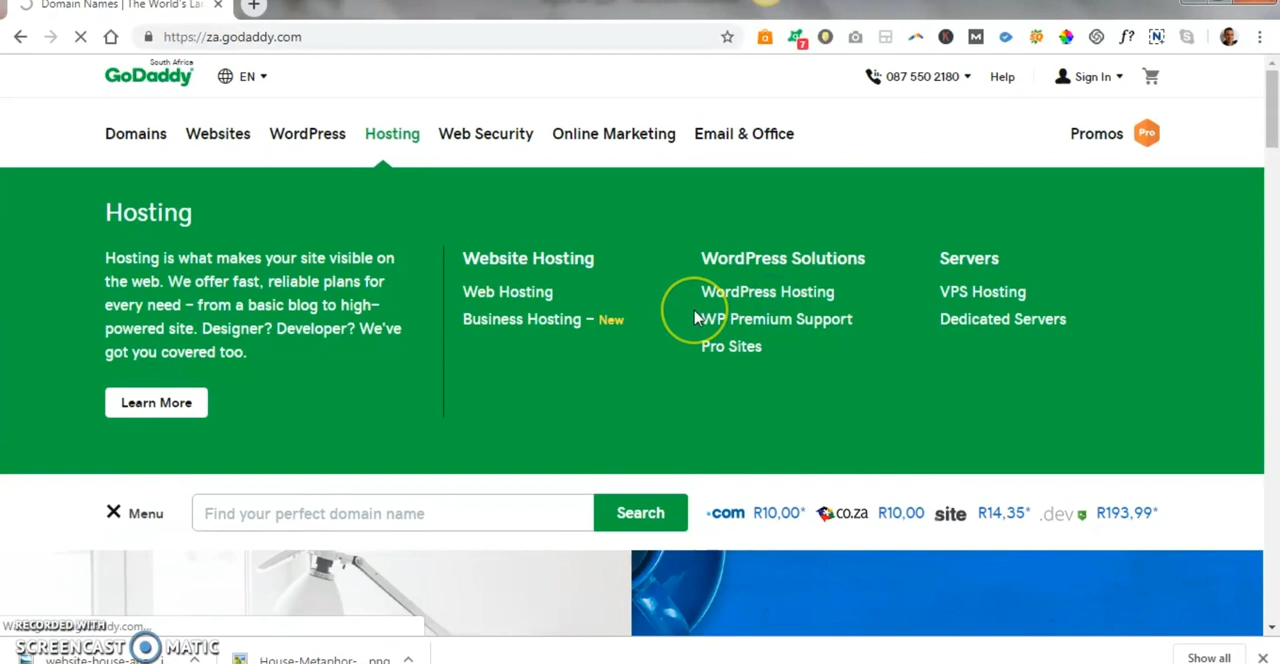 Domain Names | The World's La
https://za.godaddy.com
7
South Africa
GoDaddy
EN
087 550 2180
Help
Sign In
Domains
Websites
WordPress
Hosting
Web Security
Online Marketing
Email & Office
Promos
Pro
Hosting
Hosting is what makes your site visible on
the web. We offer fast, reliable plans for
every need – from a basic blog to high-
powered site. Designer? Developer? We've
got you covered too.
Learn More
Website Hosting
Web Hosting
Business Hosting – New
WordPress Solutions
WordPress Hosting
WP Premium Support
Pro Sites
Servers
VPS Hosting
Dedicated Servers
Menu
Find your perfect domain name
Search
.com R10,00*
co.za R10,00
site R14,35*
.dev R193,99*
RECORDED WITH
SCREENCAST MATIC
House-Metaphor-....png
Show all